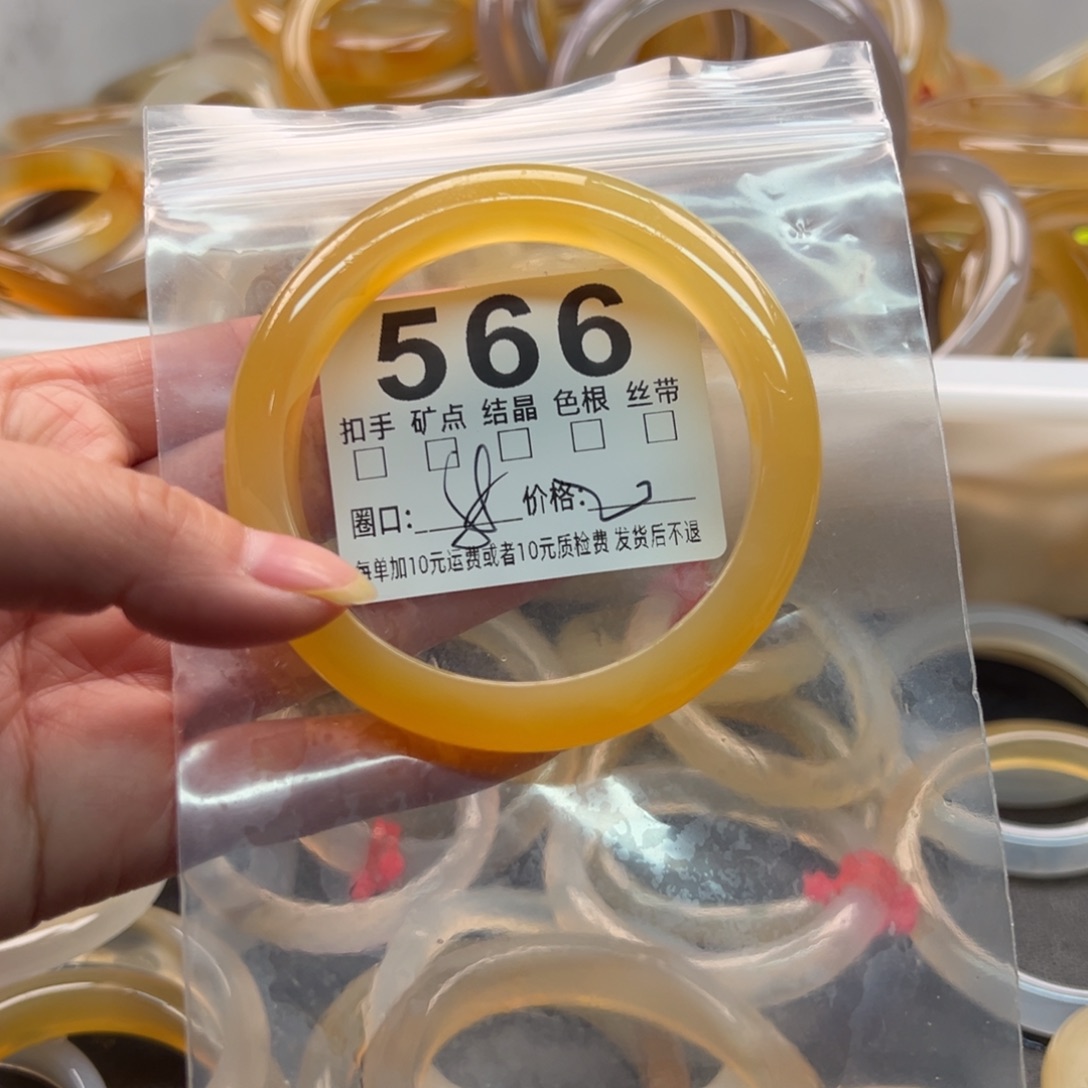 566
扣手 矿点 结晶 色根 丝带
圈口: 价格:
每单加10元运费或者10元质检费 发货后不退